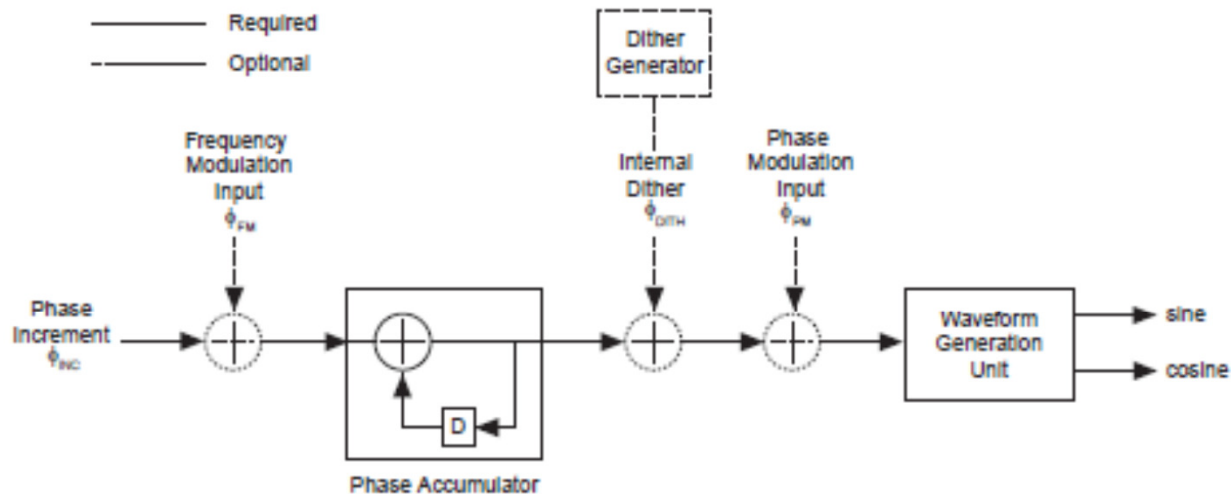 Required
Optional
Dither
Generator
Frequency
Modulation
Input
ϕFM
Internal
Dither
ϕDITH
Phase
Modulation
Input
ϕPM
Phase
Increment
ϕINC
D
Phase Accumulator
Waveform
Generation
Unit
sine
cosine